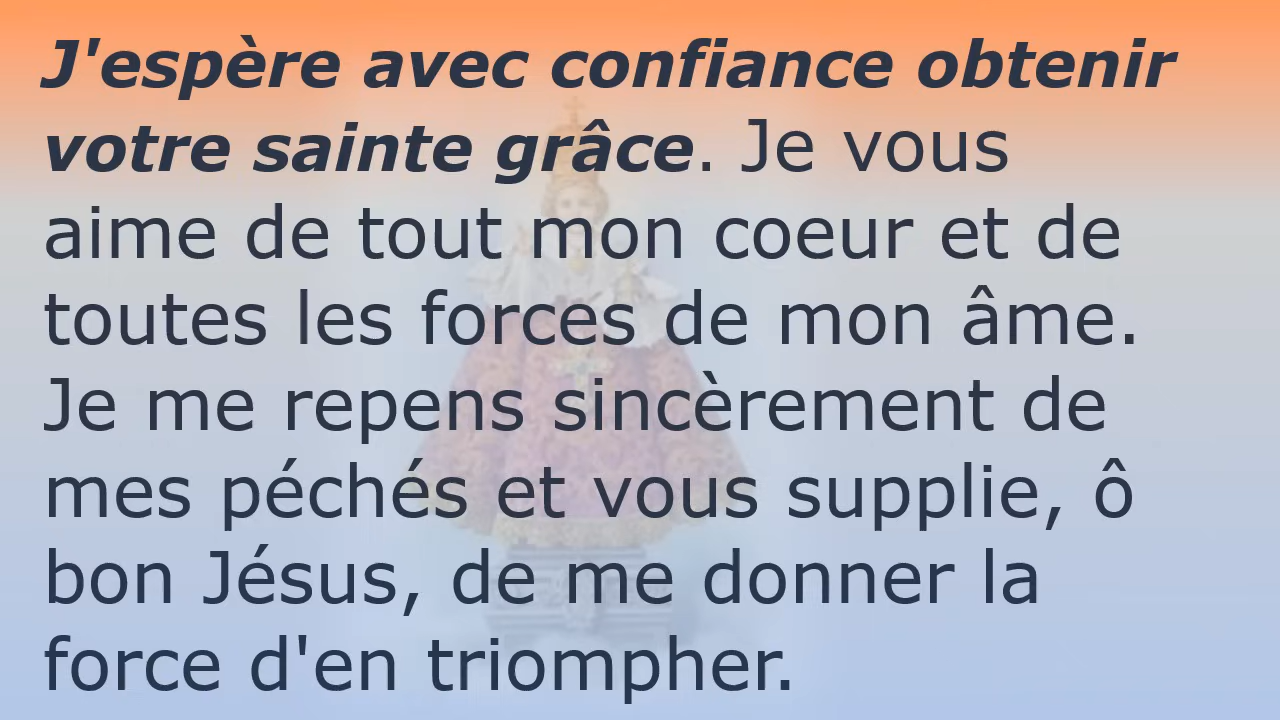 J'espère avec confiance obtenir
votre sainte grâce. Je vous
aime de tout mon coeur et de
toutes les forces de mon âme.
Je me repens sincèrement de
mes péchés et vous supplie, ô
bon Jésus, de me donner la
force d'en triompher.